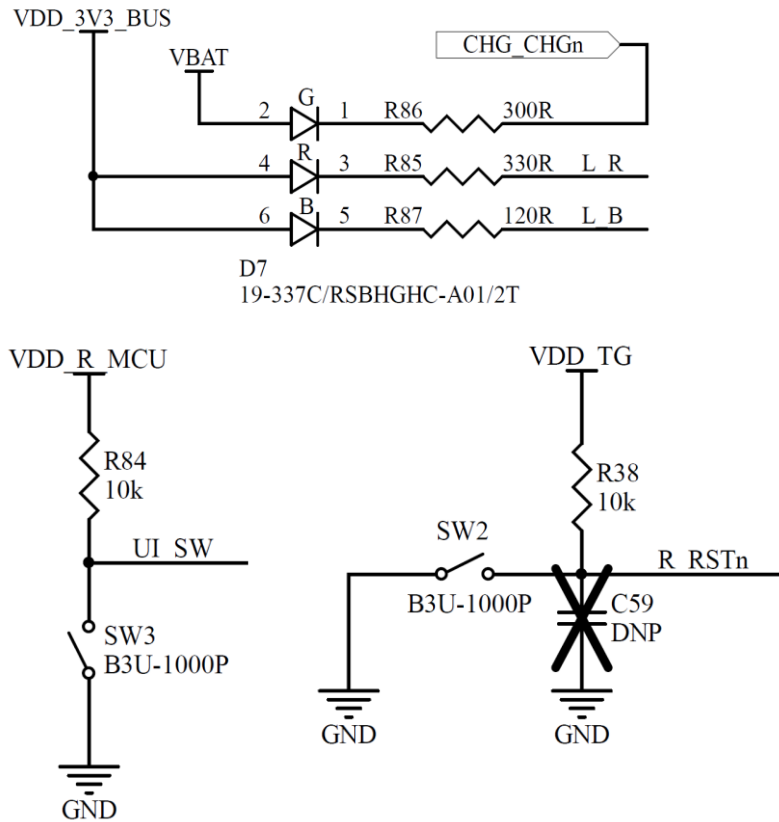 VDD_3V3_BUS
VBAT
CHG_CHGn
G
2 1 R86 300R
R
4 3 R85 330R L_R
B
6 5 R87 120R L_B
D7
19-337C/RSBHGHC-A01/2T
VDD_R_MCU
R84
10k
UI_SW
SW3
B3U-1000P
GND
VDD_TG
R38
10k
SW2
B3U-1000P
R_RSTn
C59
DNP
GND
GND